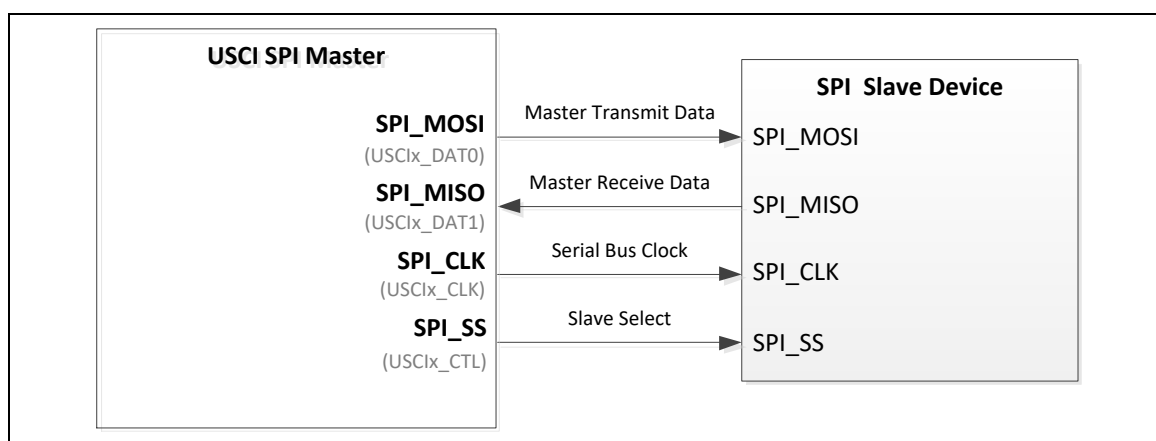 USCI SPI Master
SPI Slave Device
SPI_MOSI
(USCIx_DAT0)
Master Transmit Data
SPI_MOSI
SPI_MISO
(USCIx_DAT1)
Master Receive Data
SPI_MISO
SPI_CLK
(USCIx_CLK)
Serial Bus Clock
SPI_CLK
SPI_SS
(USCIx_CTL)
Slave Select
SPI_SS